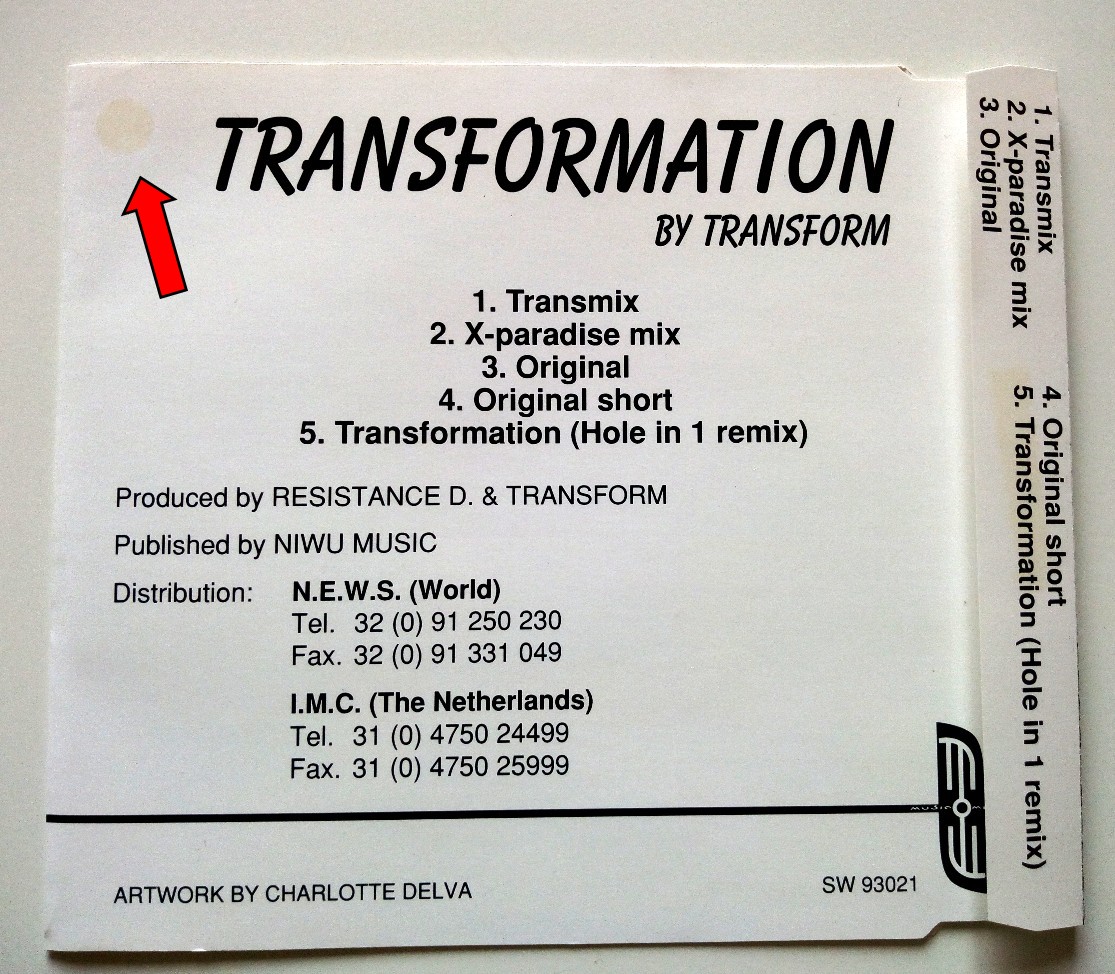 TRANSFORMATION
BY TRANSFORM
1. Transmix
2. X-paradise mix
3. Original
4. Original short
5. Transformation (Hole in 1 remix)
Produced by RESISTANCE D. & TRANSFORM
Published by NIWU MUSIC
Distribution: N.E.W.S. (World)
Tel. 32 (0) 91 250 230
Fax. 32 (0) 91 331 049
I.M.C. (The Netherlands)
Tel. 31 (0) 4750 24499
Fax. 31 (0) 4750 25999
ARTWORK BY CHARLOTTE DELVA
SW 93021
1. Transmix
2. X-paradise mix
3. Original
4. Original short
5. Transformation (Hole in 1 remix)